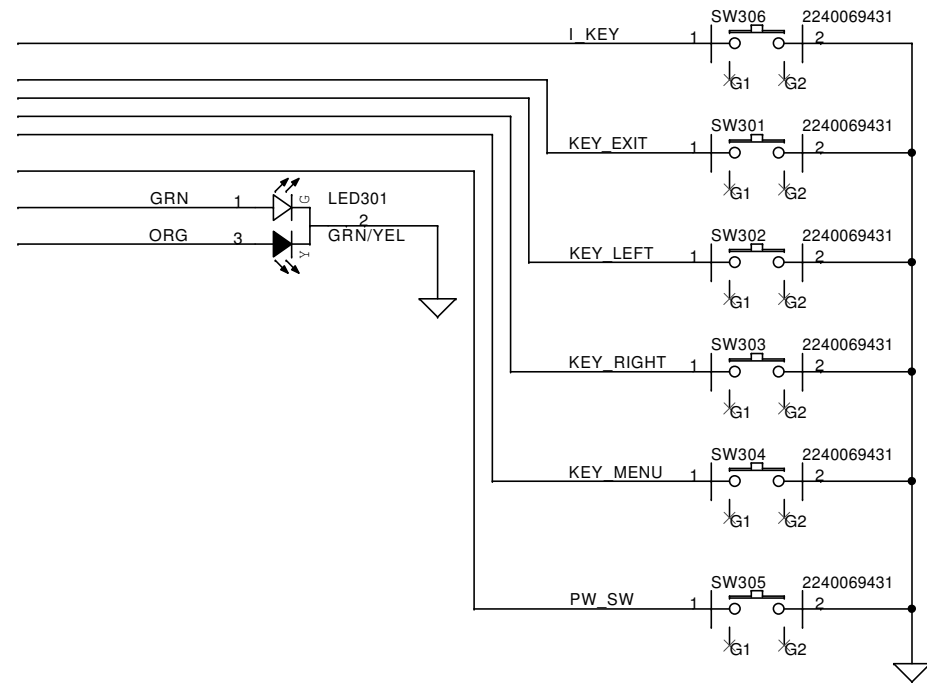 SW306 2240069431
I_KEY 1 2
G1 G2
SW301 2240069431
KEY_EXIT 1 2
G1 G2
GRN 1 G LED301
2
ORG 3 Y GRN/YEL
SW302 2240069431
KEY_LEFT 1 2
G1 G2
SW303 2240069431
KEY_RIGHT 1 2
G1 G2
SW304 2240069431
KEY_MENU 1 2
G1 G2
SW305 2240069431
PW_SW 1 2
G1 G2